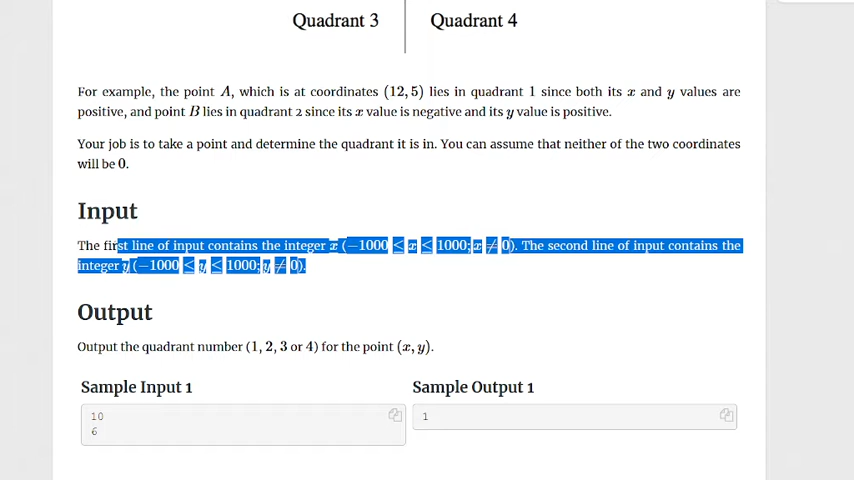 Quadrant 3 Quadrant 4
For example, the point A, which is at coordinates (12, 5) lies in quadrant 1 since both its x and y values are
positive, and point B lies in quadrant 2 since its x value is negative and its y value is positive.
Your job is to take a point and determine the quadrant it is in. You can assume that neither of the two coordinates
will be 0.
Input
The first line of input contains the integer x (−1000 ≤ x ≤ 1000; x ≠ 0). The second line of input contains the
integer y (−1000 ≤ y ≤ 1000; y ≠ 0).
Output
Output the quadrant number (1, 2, 3 or 4) for the point (x, y).
Sample Input 1 Sample Output 1
10 1
6